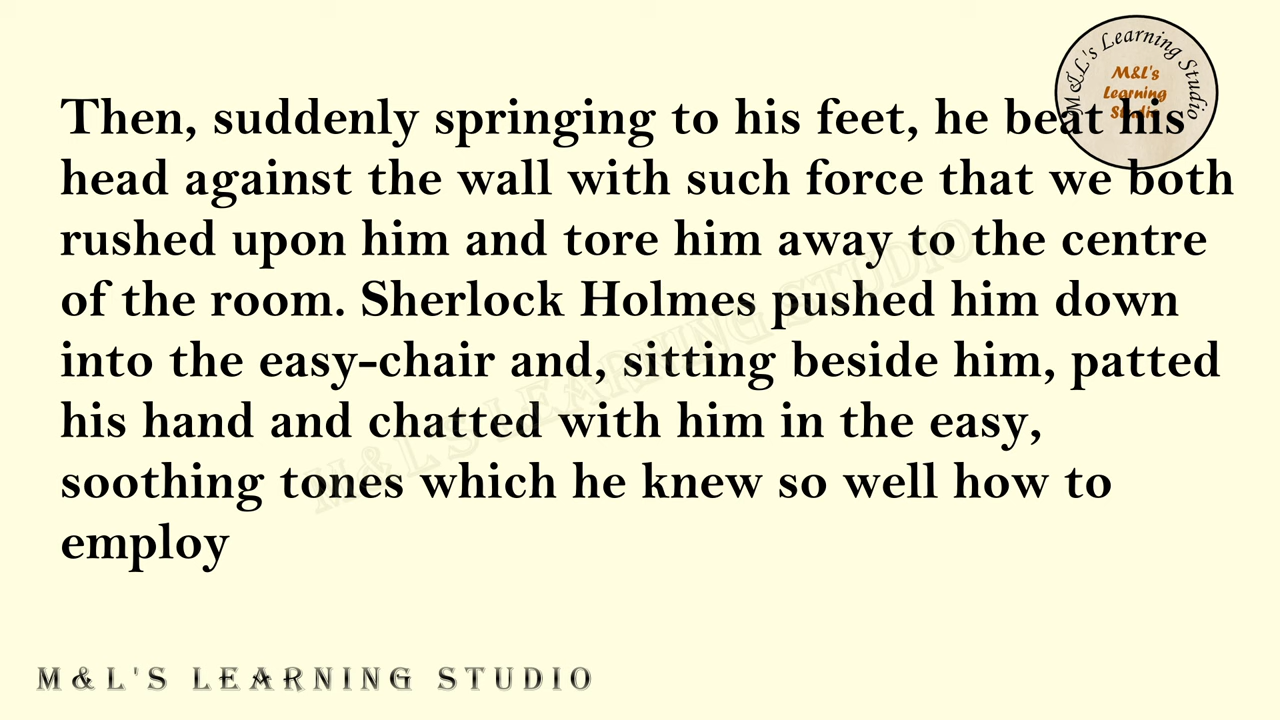 M&L's Learning Studio
M&L's
Learning
Studio
Then, suddenly springing to his feet, he beat his
head against the wall with such force that we both
rushed upon him and tore him away to the centre
of the room. Sherlock Holmes pushed him down
into the easy-chair and, sitting beside him, patted
his hand and chatted with him in the easy,
soothing tones which he knew so well how to
employ
M&L'S LEARNING STUDIO
M&L'S LEARNING STUDIO